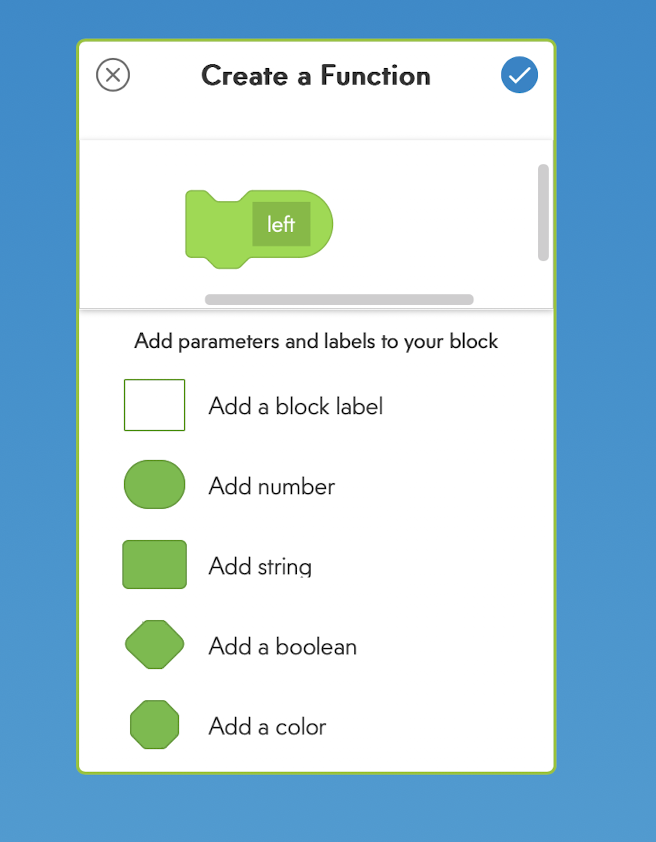 Create a Function
left
Add parameters and labels to your block
Add a block label
Add number
Add string
Add a boolean
Add a color